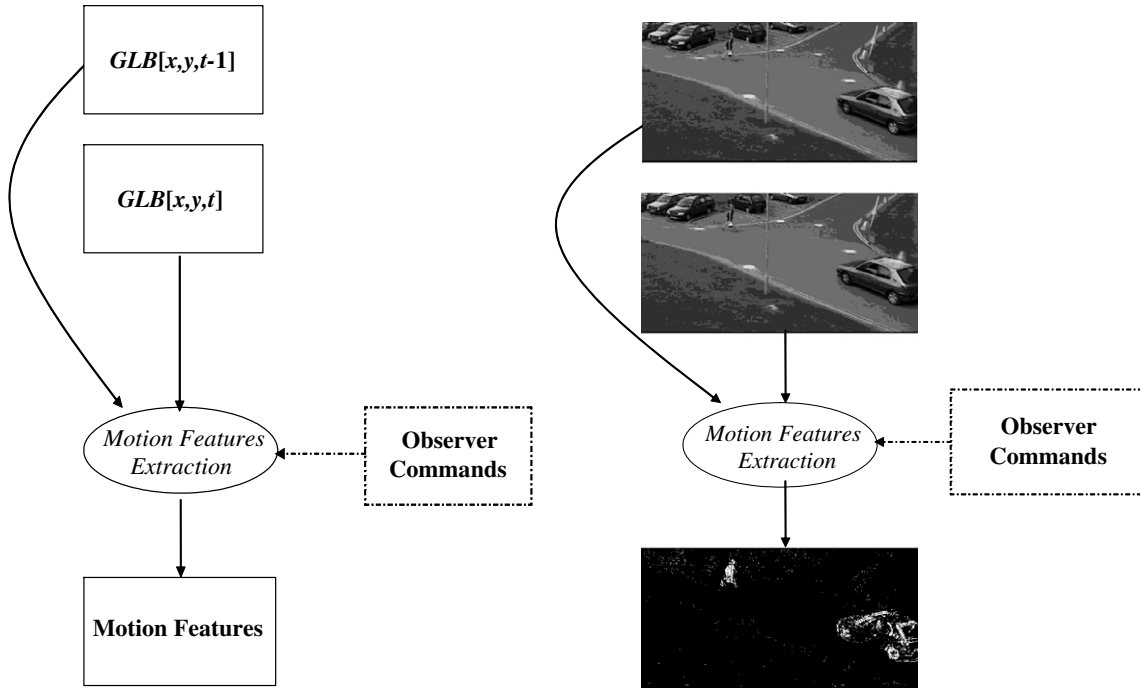 GLB[x,y,t-1]
GLB[x,y,t]
Motion Features
Extraction
Observer
Commands
Motion Features
Motion Features
Extraction
Observer
Commands